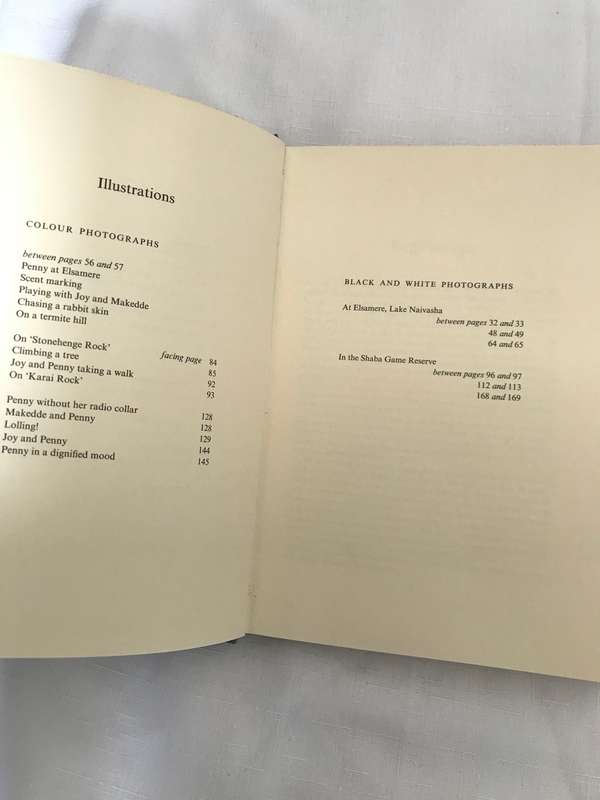 Illustrations
COLOUR PHOTOGRAPHS
between pages 56 and 57
Penny at Elsamere
Scent marking
Playing with Joy and Makedde
Chasing a rabbit skin
On a termite hill
On 'Stonehenge Rock' facing page 84
Climbing a tree 85
Joy and Penny taking a walk 92
On 'Karai Rock' 93
Penny without her radio collar 128
Makedde and Penny 128
Lolling! 129
Joy and Penny 144
Penny in a dignified mood 145
BLACK AND WHITE PHOTOGRAPHS
At Elsamere, Lake Naivasha
between pages 32 and 33
48 and 49
64 and 65
In the Shaba Game Reserve
between pages 96 and 97
112 and 113
168 and 169